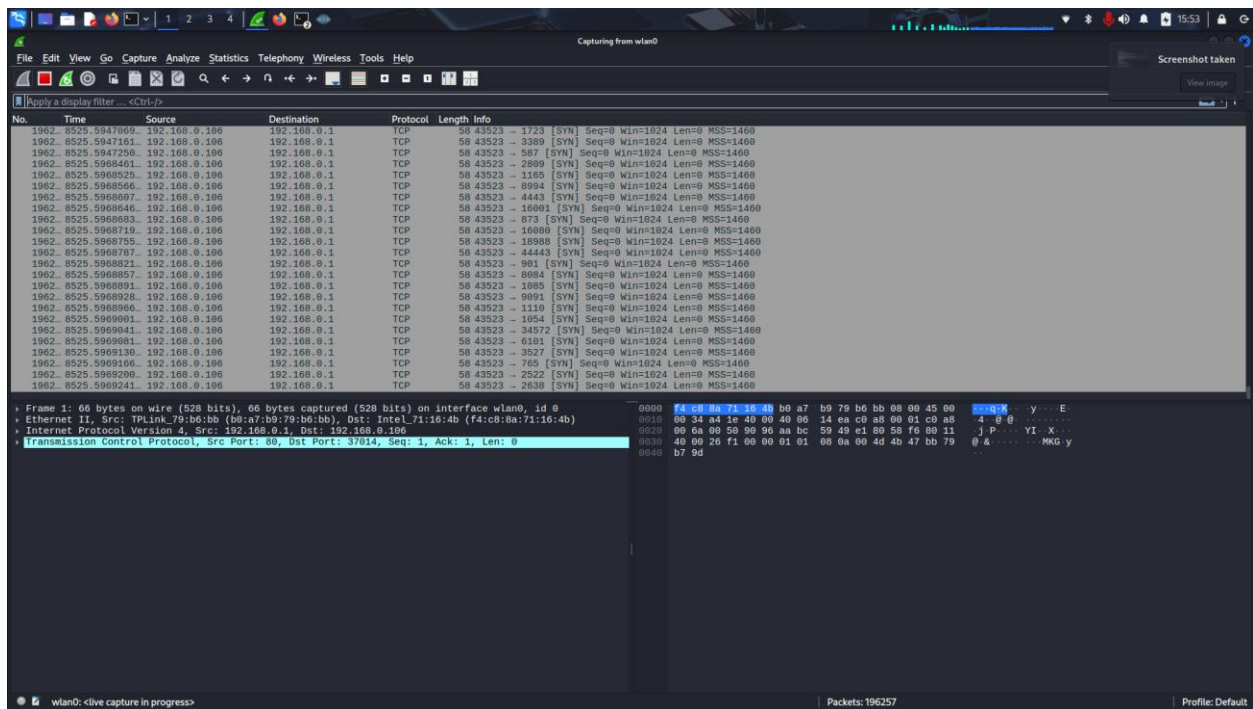 1 2 3 4 15:53
Capturing from wlan0
File Edit View Go Capture Analyze Statistics Telephony Wireless Tools Help
Screenshot taken
View image
Apply a display filter ... <Ctrl-/>
No. Time Source Destination Protocol Length Info
1962… 8525.5947069… 192.168.0.106 192.168.0.1 TCP 58 43523 → 1723 [SYN] Seq=0 Win=1024 Len=0 MSS=1460
1962… 8525.5947161… 192.168.0.106 192.168.0.1 TCP 58 43523 → 3389 [SYN] Seq=0 Win=1024 Len=0 MSS=1460
1962… 8525.5947250… 192.168.0.106 192.168.0.1 TCP 58 43523 → 587 [SYN] Seq=0 Win=1024 Len=0 MSS=1460
1962… 8525.5968461… 192.168.0.106 192.168.0.1 TCP 58 43523 → 2809 [SYN] Seq=0 Win=1024 Len=0 MSS=1460
1962… 8525.5968525… 192.168.0.106 192.168.0.1 TCP 58 43523 → 1165 [SYN] Seq=0 Win=1024 Len=0 MSS=1460
1962… 8525.5968566… 192.168.0.106 192.168.0.1 TCP 58 43523 → 8994 [SYN] Seq=0 Win=1024 Len=0 MSS=1460
1962… 8525.5968607… 192.168.0.106 192.168.0.1 TCP 58 43523 → 4443 [SYN] Seq=0 Win=1024 Len=0 MSS=1460
1962… 8525.5968646… 192.168.0.106 192.168.0.1 TCP 58 43523 → 16001 [SYN] Seq=0 Win=1024 Len=0 MSS=1460
1962… 8525.5968683… 192.168.0.106 192.168.0.1 TCP 58 43523 → 873 [SYN] Seq=0 Win=1024 Len=0 MSS=1460
1962… 8525.5968719… 192.168.0.106 192.168.0.1 TCP 58 43523 → 16080 [SYN] Seq=0 Win=1024 Len=0 MSS=1460
1962… 8525.5968755… 192.168.0.106 192.168.0.1 TCP 58 43523 → 18988 [SYN] Seq=0 Win=1024 Len=0 MSS=1460
1962… 8525.5968787… 192.168.0.106 192.168.0.1 TCP 58 43523 → 44443 [SYN] Seq=0 Win=1024 Len=0 MSS=1460
1962… 8525.5968821… 192.168.0.106 192.168.0.1 TCP 58 43523 → 901 [SYN] Seq=0 Win=1024 Len=0 MSS=1460
1962… 8525.5968857… 192.168.0.106 192.168.0.1 TCP 58 43523 → 8084 [SYN] Seq=0 Win=1024 Len=0 MSS=1460
1962… 8525.5968891… 192.168.0.106 192.168.0.1 TCP 58 43523 → 1085 [SYN] Seq=0 Win=1024 Len=0 MSS=1460
1962… 8525.5968928… 192.168.0.106 192.168.0.1 TCP 58 43523 → 9091 [SYN] Seq=0 Win=1024 Len=0 MSS=1460
1962… 8525.5968966… 192.168.0.106 192.168.0.1 TCP 58 43523 → 1110 [SYN] Seq=0 Win=1024 Len=0 MSS=1460
1962… 8525.5969001… 192.168.0.106 192.168.0.1 TCP 58 43523 → 1054 [SYN] Seq=0 Win=1024 Len=0 MSS=1460
1962… 8525.5969041… 192.168.0.106 192.168.0.1 TCP 58 43523 → 34572 [SYN] Seq=0 Win=1024 Len=0 MSS=1460
1962… 8525.5969081… 192.168.0.106 192.168.0.1 TCP 58 43523 → 6101 [SYN] Seq=0 Win=1024 Len=0 MSS=1460
1962… 8525.5969130… 192.168.0.106 192.168.0.1 TCP 58 43523 → 3527 [SYN] Seq=0 Win=1024 Len=0 MSS=1460
1962… 8525.5969166… 192.168.0.106 192.168.0.1 TCP 58 43523 → 765 [SYN] Seq=0 Win=1024 Len=0 MSS=1460
1962… 8525.5969200… 192.168.0.106 192.168.0.1 TCP 58 43523 → 2522 [SYN] Seq=0 Win=1024 Len=0 MSS=1460
1962… 8525.5969241… 192.168.0.106 192.168.0.1 TCP 58 43523 → 2638 [SYN] Seq=0 Win=1024 Len=0 MSS=1460
Frame 1: 66 bytes on wire (528 bits), 66 bytes captured (528 bits) on interface wlan0, id 0
Ethernet II, Src: TPLink_79:b6:bb (b0:a7:b9:79:b6:bb), Dst: Intel_71:16:4b (f4:c8:8a:71:16:4b)
Internet Protocol Version 4, Src: 192.168.0.1, Dst: 192.168.0.106
Transmission Control Protocol, Src Port: 80, Dst Port: 37014, Seq: 1, Ack: 1, Len: 0
0000 f4 c8 8a 71 16 4b b0 a7 b9 79 b6 bb 08 00 45 00 ···q·K·· ·y····E·
0010 00 34 a4 1e 40 00 40 06 14 ea c0 a8 00 01 c0 a8 ·4··@·@· ········
0020 00 6a 00 50 90 96 aa bc 59 49 e1 80 58 f6 80 11 ·j·P···· YI··X···
0030 40 00 26 f1 00 00 01 01 08 0a 00 4d 4b 47 bb 79 @·&····· ···MKG·y
0040 b7 9d ··
wlan0: <live capture in progress> Packets: 196257 Profile: Default